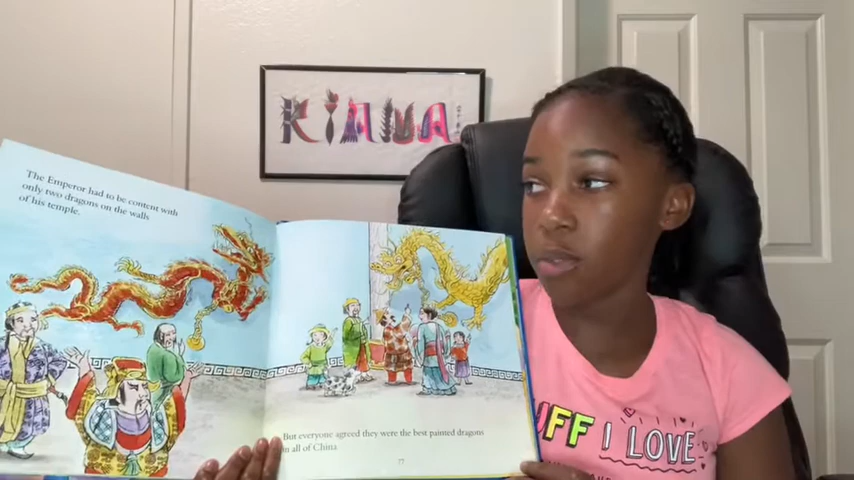 KIANA
The Emperor had to be content with
only two dragons on the walls
of his temple.
But everyone agreed they were the best painted dragons
in all of China
77
UFF I LOVE